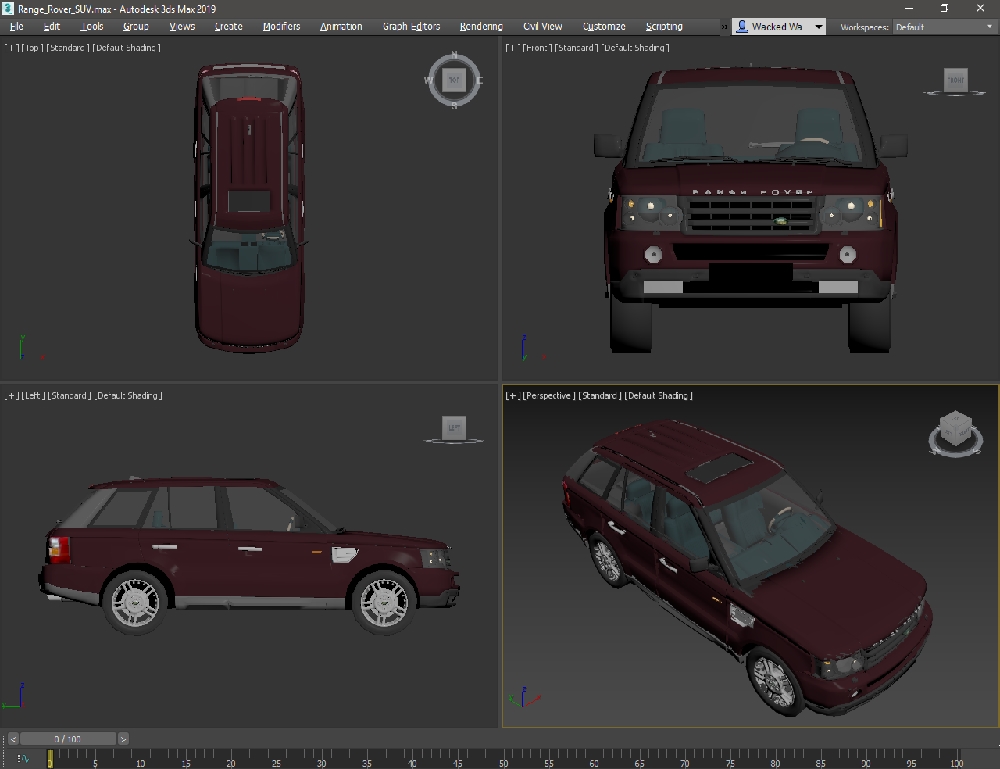 Range_Rover_SUV.max - Autodesk 3ds Max 2019
File Edit Tools Group Views Create Modifiers Animation Graph Editors Rendering Civil View Customize Scripting » Wacked Wa Workspaces: Default
[+] [Top] [Standard] [Default Shading] [+] [Front] [Standard] [Default Shading]
N
W TOP E FRONT
S
RANGE ROVER
y z
x
[+] [Left] [Standard] [Default Shading] [+] [Perspective] [Standard] [Default Shading]
LEFT
z z
< 0 / 100 >
0 5 10 15 20 25 30 35 40 45 50 55 60 65 70 75 80 85 90 95 100